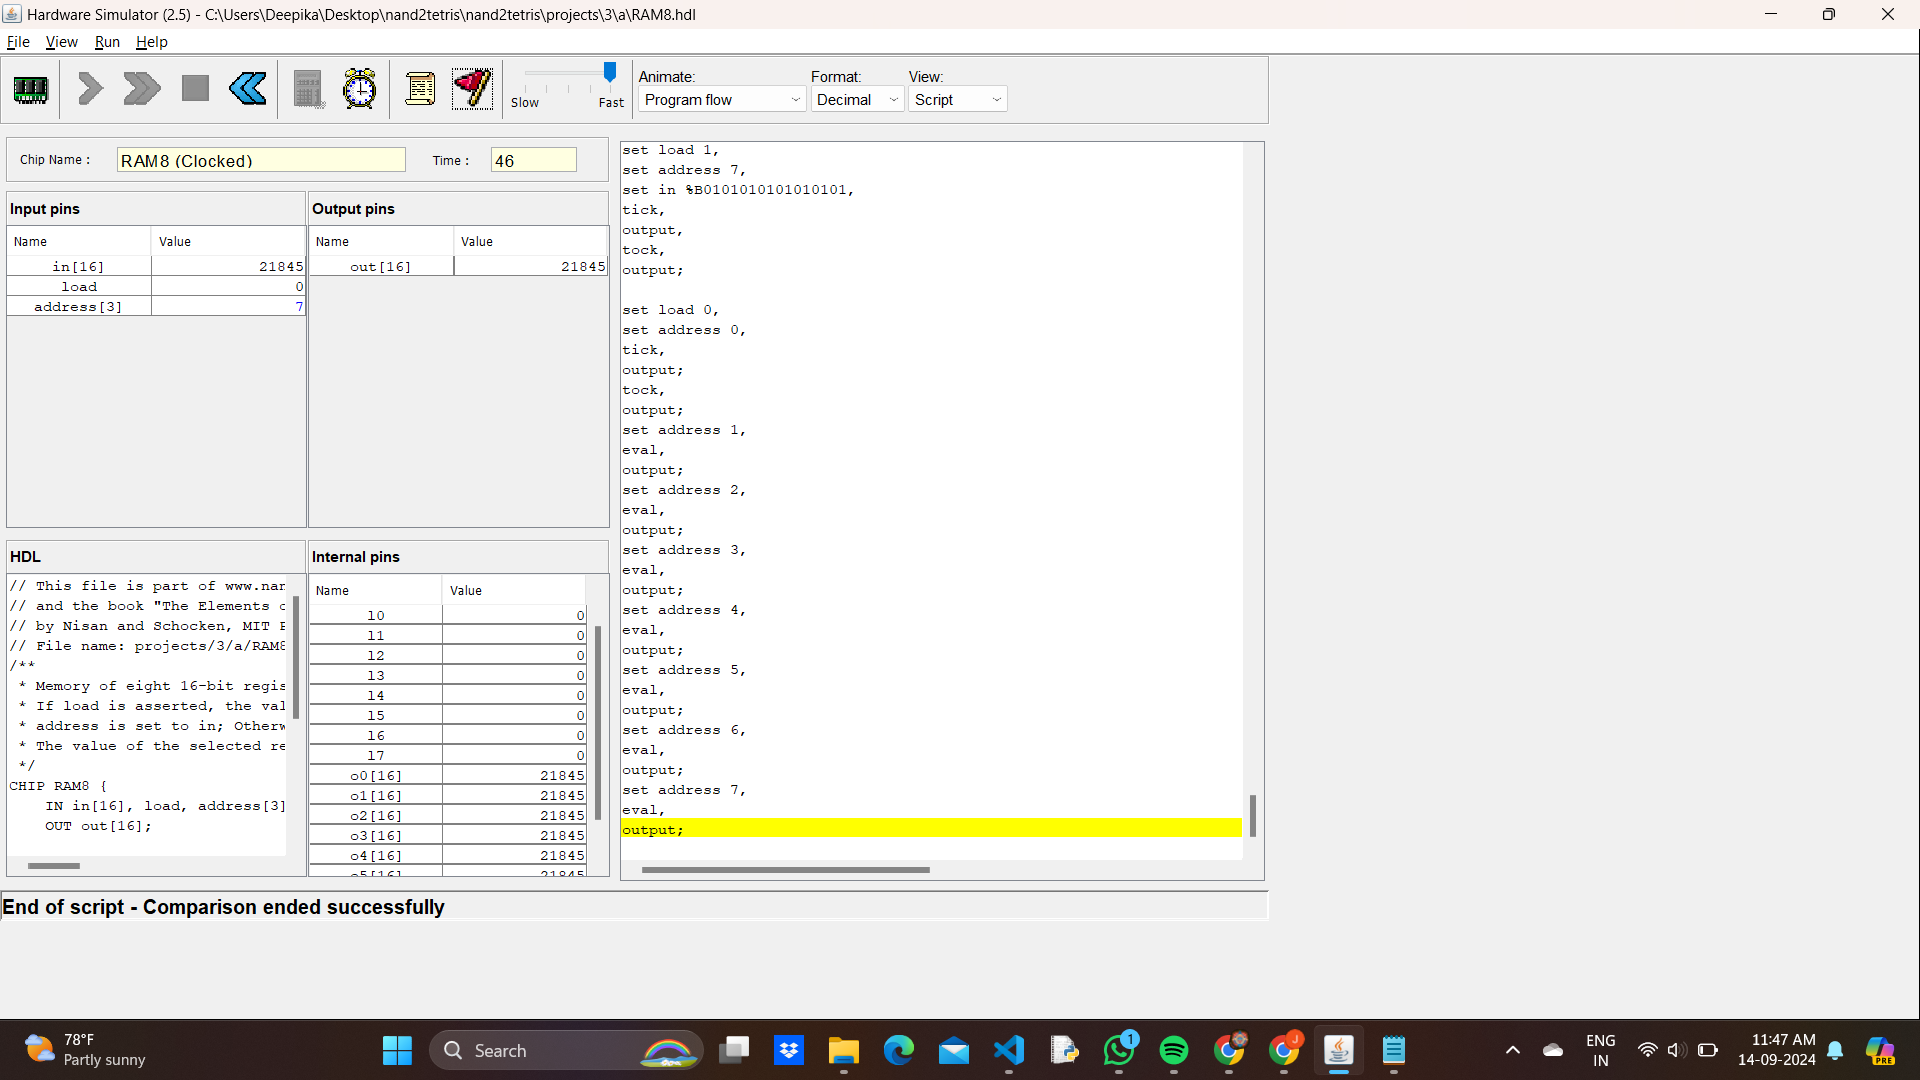 Hardware Simulator (2.5) - C:\Users\Deepika\Desktop\nand2tetris\nand2tetris\projects\3\a\RAM8.hdl
File View Run Help
Slow Fast
Animate: Format: View:
Program flow Decimal Script
Chip Name : RAM8 (Clocked) Time : 46
Input pins
Name Value
in[16] 21845
load 0
address[3] 7
Output pins
Name Value
out[16] 21845
HDL
// This file is part of www.nan
// and the book "The Elements o
// by Nisan and Schocken, MIT P
// File name: projects/3/a/RAM8
/**
* Memory of eight 16-bit regis
* If load is asserted, the val
* address is set to in; Otherw
* The value of the selected re
*/
CHIP RAM8 {
IN in[16], load, address[3]
OUT out[16];
Internal pins
Name Value
l0 0
l1 0
l2 0
l3 0
l4 0
l5 0
l6 0
l7 0
o0[16] 21845
o1[16] 21845
o2[16] 21845
o3[16] 21845
o4[16] 21845
o5[16] 21845
set load 1,
set address 7,
set in %B0101010101010101,
tick,
output,
tock,
output;
set load 0,
set address 0,
tick,
output;
tock,
output;
set address 1,
eval,
output;
set address 2,
eval,
output;
set address 3,
eval,
output;
set address 4,
eval,
output;
set address 5,
eval,
output;
set address 6,
eval,
output;
set address 7,
eval,
output;
End of script - Comparison ended successfully
78°F
Partly sunny
Search
1
J
ENG
IN
11:47 AM
14-09-2024
PRE